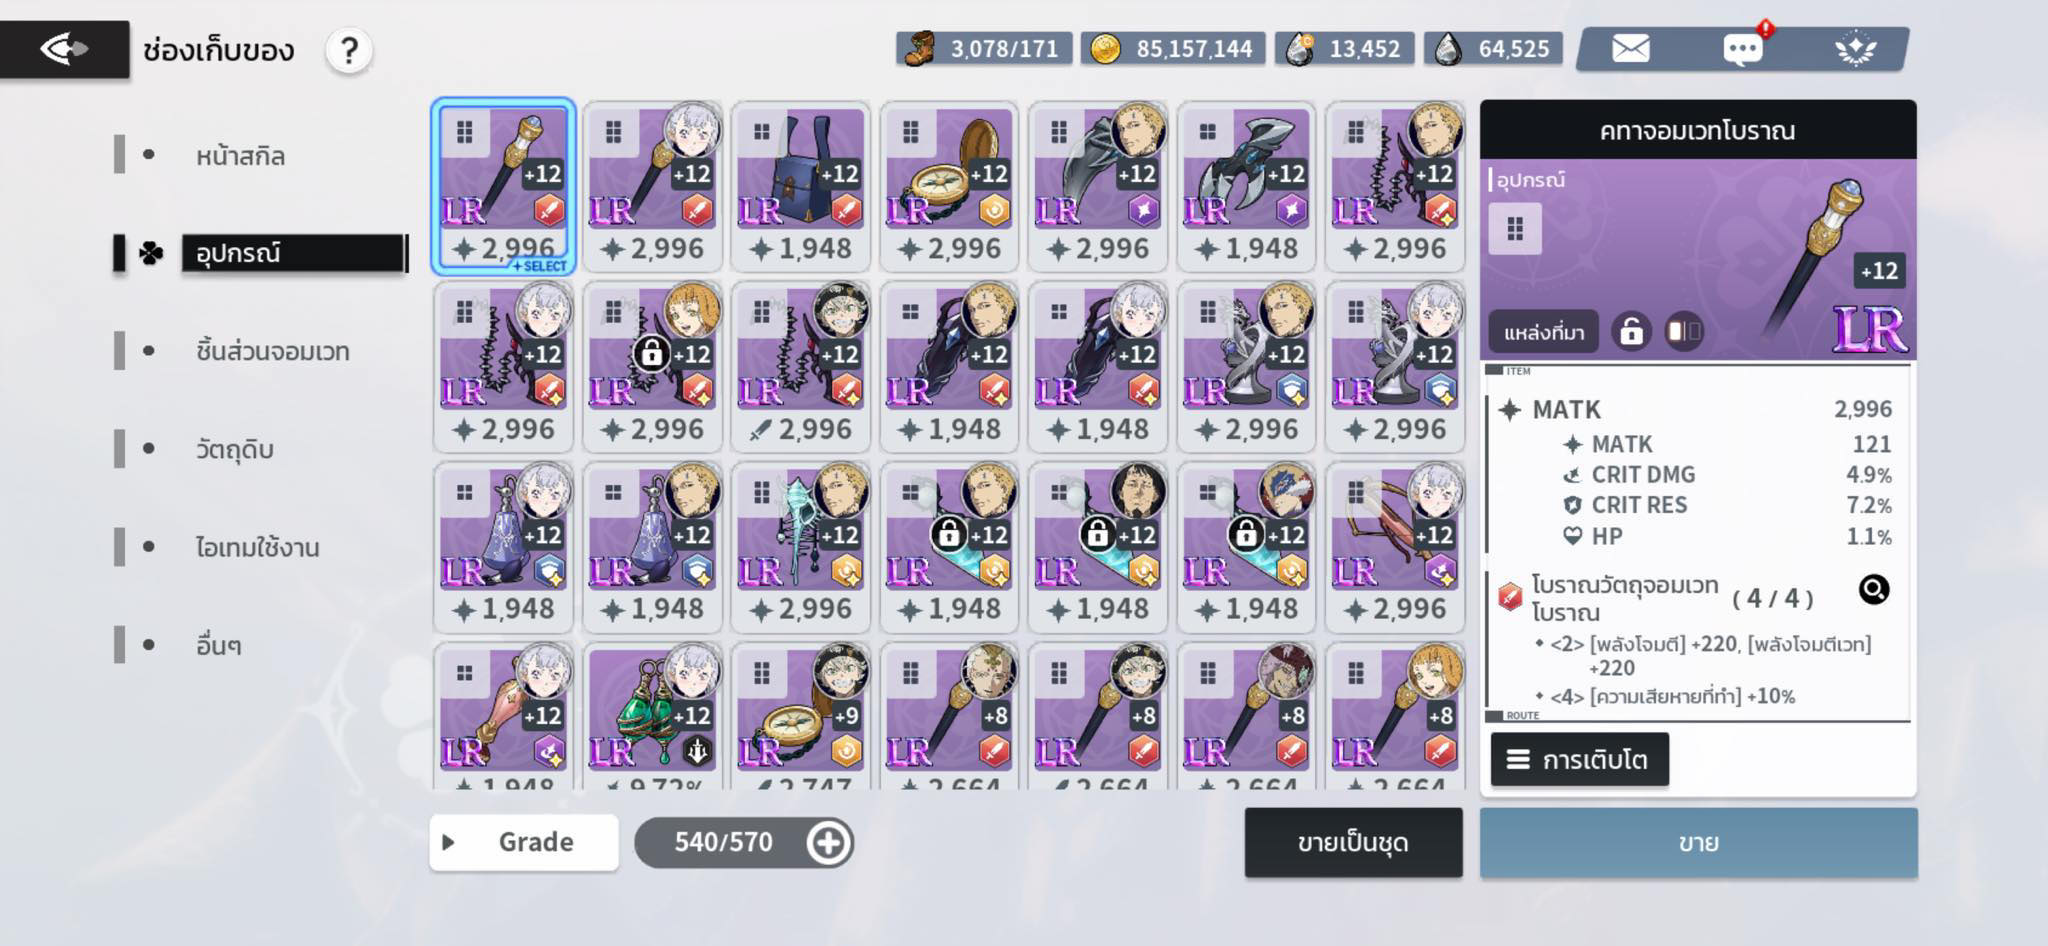 ช่องเก็บของ
?
3,078/171
85,157,144
13,452
64,525
หน้าสกิล
อุปกรณ์
ชิ้นส่วนจอมเวท
วัตถุดิบ
ไอเทมใช้งาน
อื่นๆ
+12 +12 +12 +12 +12 +12 +12
LR LR LR LR LR LR LR
2,996 2,996 1,948 2,996 2,996 1,948 2,996
+SELECT
+12 +12 +12 +12 +12 +12 +12
LR LR LR LR LR LR LR
2,996 2,996 2,996 1,948 1,948 2,996 2,996
+12 +12 +12 +12 +12 +12 +12
LR LR LR LR LR LR LR
1,948 1,948 2,996 1,948 1,948 1,948 2,996
+12 +12 +9 +8 +8 +8 +8
LR LR LR LR LR LR LR
1,948 9.72% 2,747 2,664 2,664 2,664 2,664
Grade
540/570
ขายเป็นชุด
คทาจอมเวทโบราณ
อุปกรณ์
+12
แหล่งที่มา
LR
ITEM
MATK 2,996
MATK 121
CRIT DMG 4.9%
CRIT RES 7.2%
HP 1.1%
โบราณวัตถุจอมเวท
โบราณ
( 4 / 4 )
<2> [พลังโจมตี] +220, [พลังโจมตีเวท]
+220
<4> [ความเสียหายที่ทำ] +10%
ROUTE
การเติบโต
ขาย